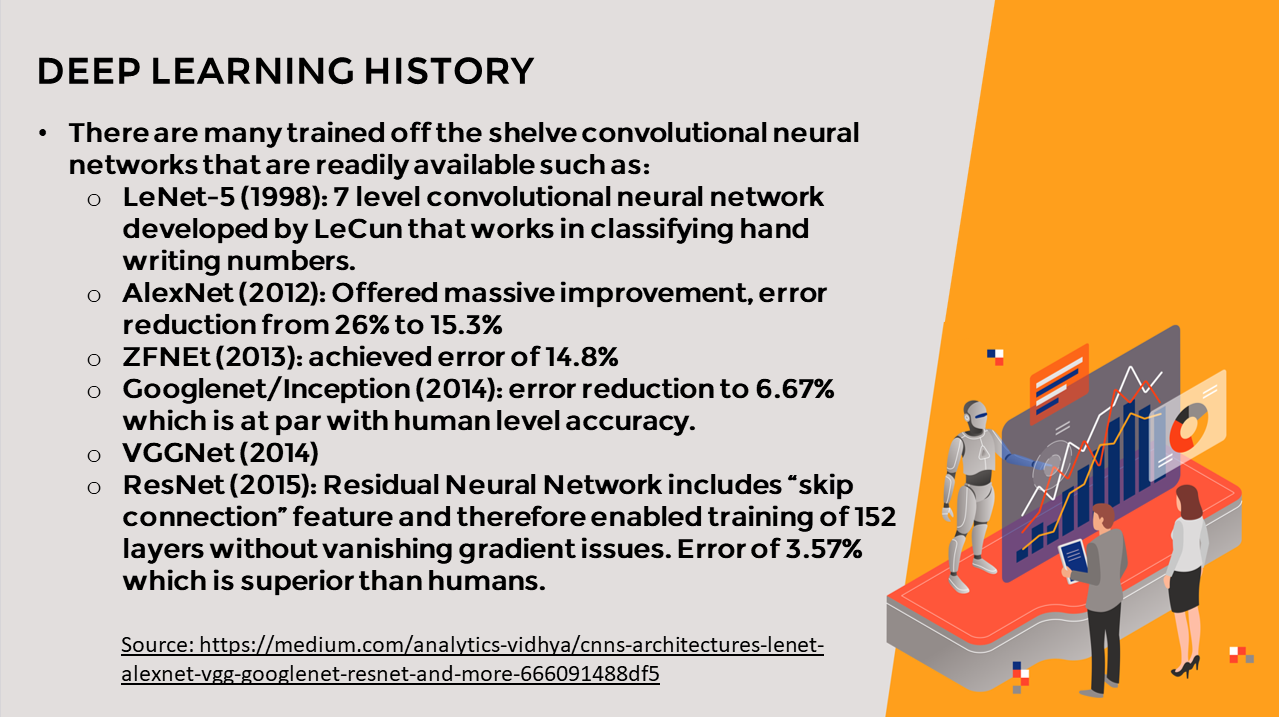 DEEP LEARNING HISTORY
• There are many trained off the shelve convolutional neural
networks that are readily available such as:
o LeNet-5 (1998): 7 level convolutional neural network
developed by LeCun that works in classifying hand
writing numbers.
o AlexNet (2012): Offered massive improvement, error
reduction from 26% to 15.3%
o ZFNEt (2013): achieved error of 14.8%
o Googlenet/Inception (2014): error reduction to 6.67%
which is at par with human level accuracy.
o VGGNet (2014)
o ResNet (2015): Residual Neural Network includes “skip
connection” feature and therefore enabled training of 152
layers without vanishing gradient issues. Error of 3.57%
which is superior than humans.
Source: https://medium.com/analytics-vidhya/cnns-architectures-lenet-
alexnet-vgg-googlenet-resnet-and-more-666091488df5